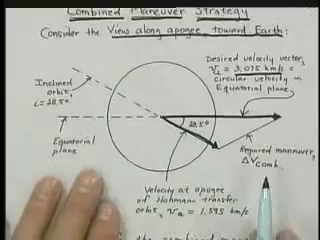 Combined Maneuver Strategy
Consider the View along apogee toward Earth:
Desired velocity vector,
V₂ = 3.075 km/s =
circular velocity in
Equatorial plane.
Inclined
orbit,
i = 28.5°
28.5°
Equatorial
plane
Required maneuver,
ΔVcomb.
Velocity at apogee
of Hohmann transfer
orbit, Va = 1.595 km/s
the combined